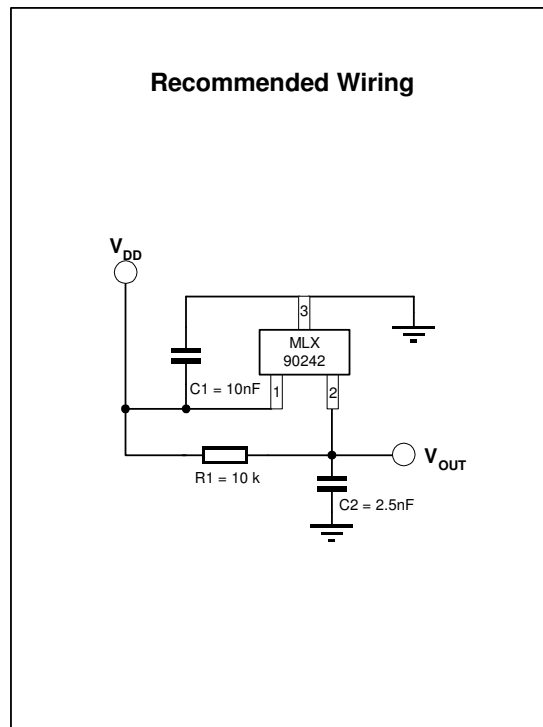 Recommended Wiring
VDD
3
MLX
90242
C1 = 10nF
1
2
VOUT
R1 = 10 k
C2 = 2.5nF